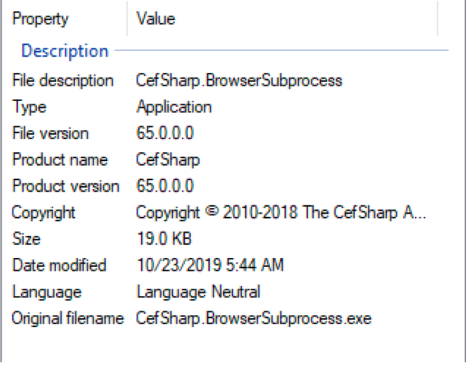 Property Value
Description
File description CefSharp.BrowserSubprocess
Type Application
File version 65.0.0.0
Product name CefSharp
Product version 65.0.0.0
Copyright Copyright © 2010-2018 The CefSharp A...
Size 19.0 KB
Date modified 10/23/2019 5:44 AM
Language Language Neutral
Original filename CefSharp.BrowserSubprocess.exe